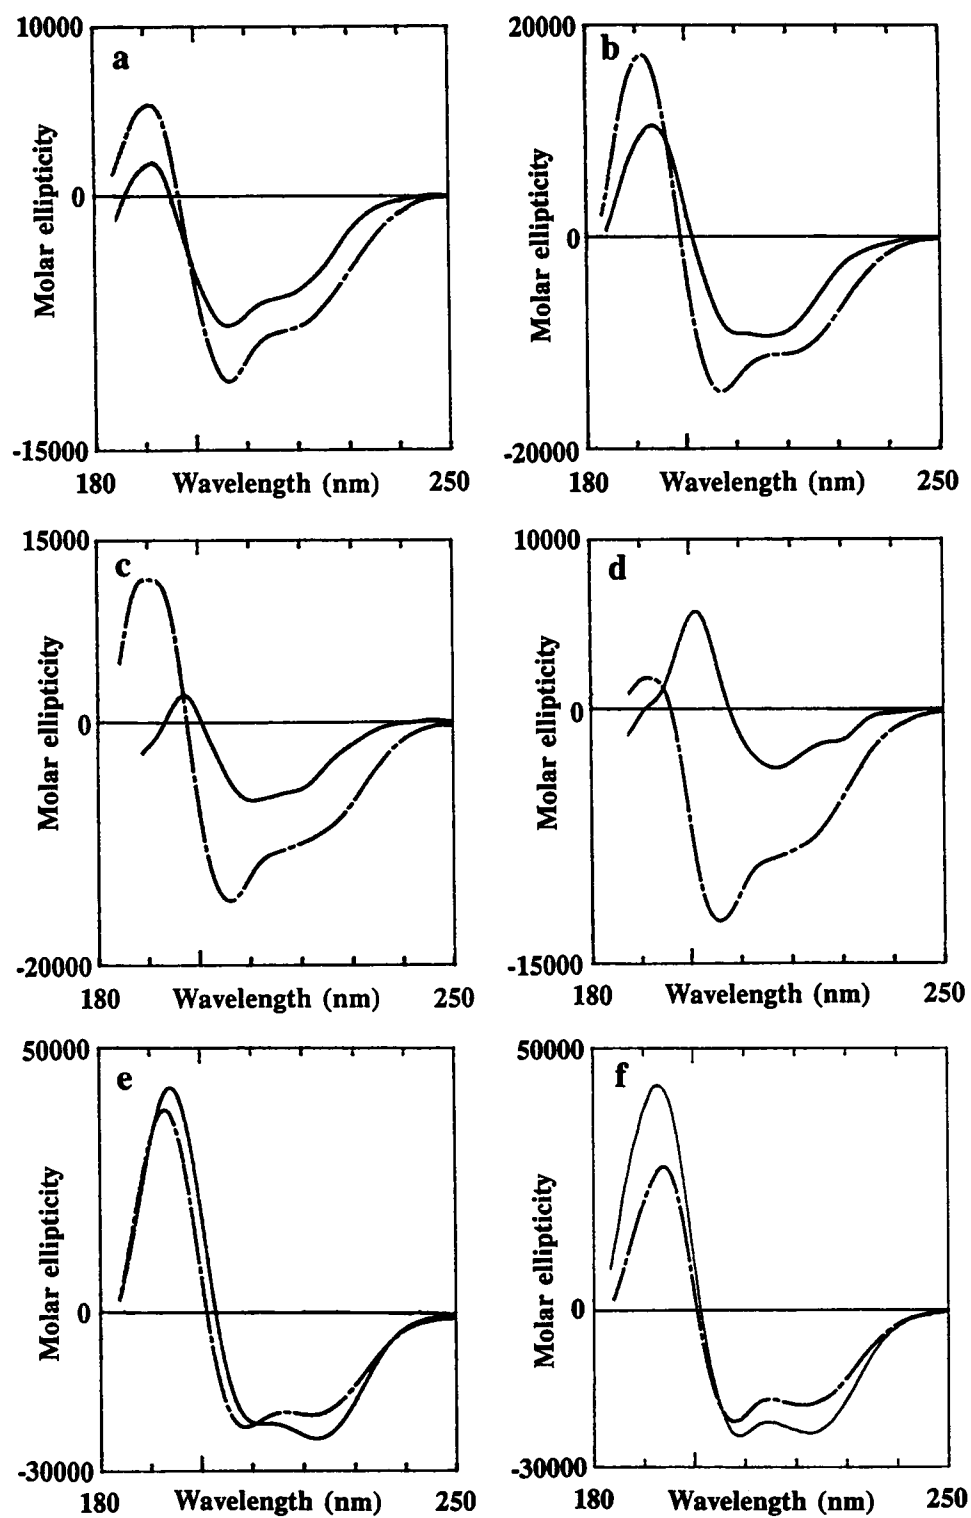 10000
a
Molar ellipticity
0
-15000
180 Wavelength (nm) 250
20000
b
Molar ellipticity
0
-20000
180 Wavelength (nm) 250
15000
c
Molar ellipticity
0
-20000
180 Wavelength (nm) 250
10000
d
Molar ellipticity
0
-15000
180 Wavelength (nm) 250
50000
e
Molar ellipticity
0
-30000
180 Wavelength (nm) 250
50000
f
Molar ellipticity
0
-30000
180 Wavelength (nm) 250